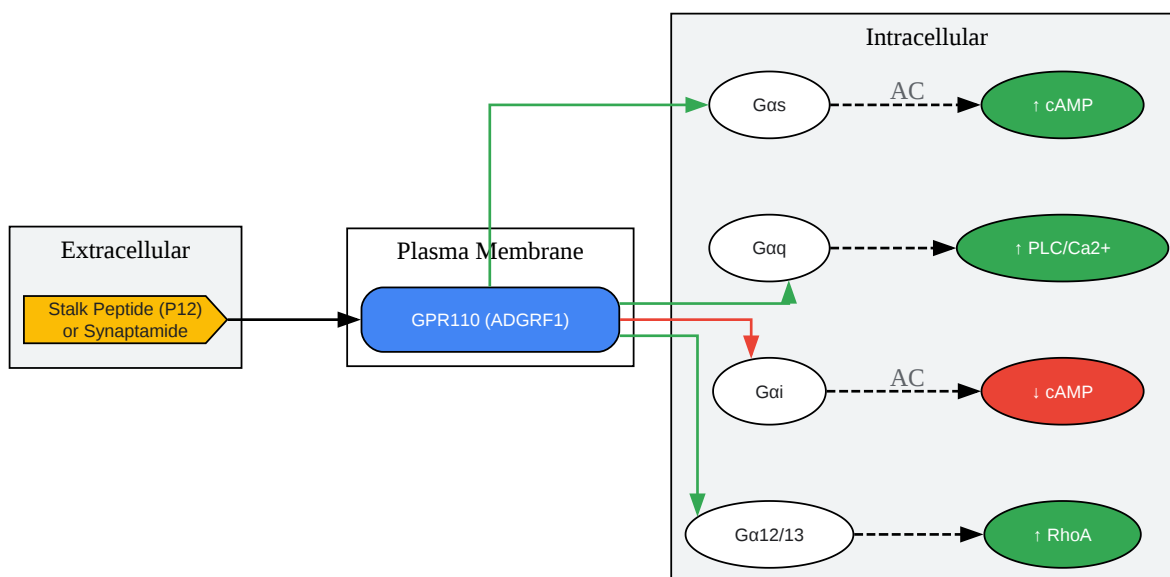 Extracellular
Stalk Peptide (P12)
or Synaptamide
Plasma Membrane
GPR110 (ADGRF1)
Intracellular
Gαs
AC
↑ cAMP
Gαq
↑ PLC/Ca2+
Gαi
AC
↓ cAMP
Gα12/13
↑ RhoA